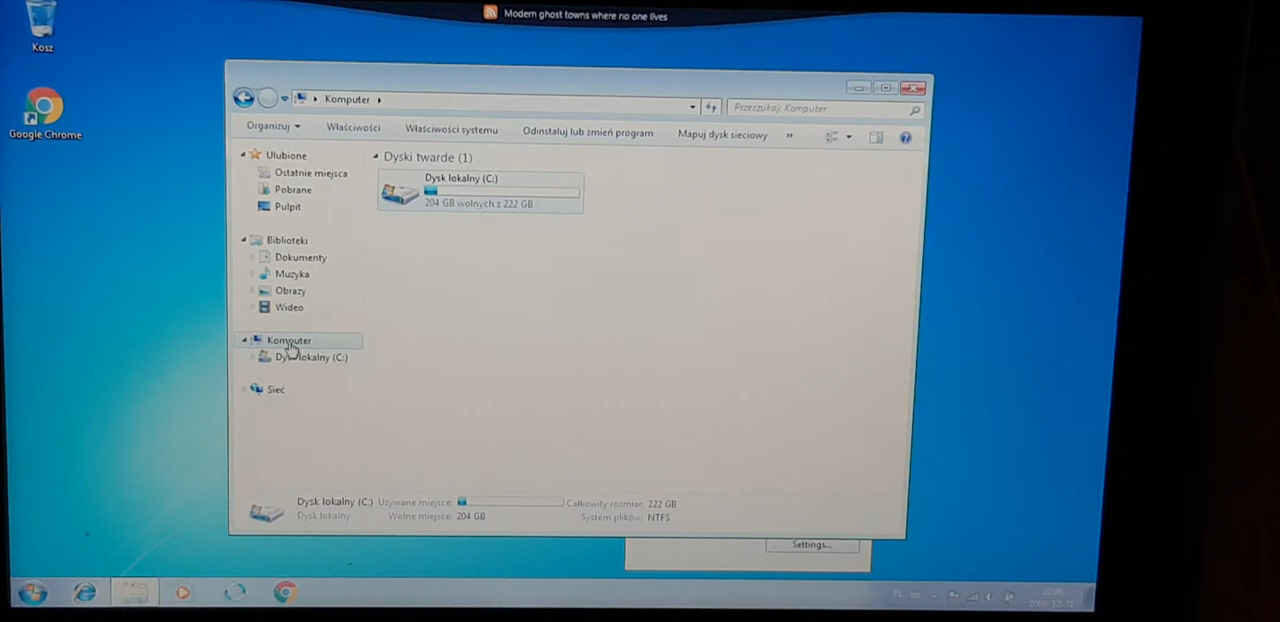 Modern ghost towns where no one lives
Kosz
Google Chrome
Komputer
Przeszukaj: Komputer
Organizuj
Właściwości
Właściwości systemu
Odinstaluj lub zmień program
Mapuj dysk sieciowy
»
Ulubione
Ostatnie miejsca
Pobrane
Pulpit
Biblioteki
Dokumenty
Muzyka
Obrazy
Wideo
Komputer
Dysk lokalny (C:)
Sieć
Dyski twarde (1)
Dysk lokalny (C:)
204 GB wolnych z 222 GB
Dysk lokalny (C:) Używane miejsce: Całkowity rozmiar: 222 GB
Dysk lokalny Wolne miejsce: 204 GB System plików: NTFS
Settings...
PL